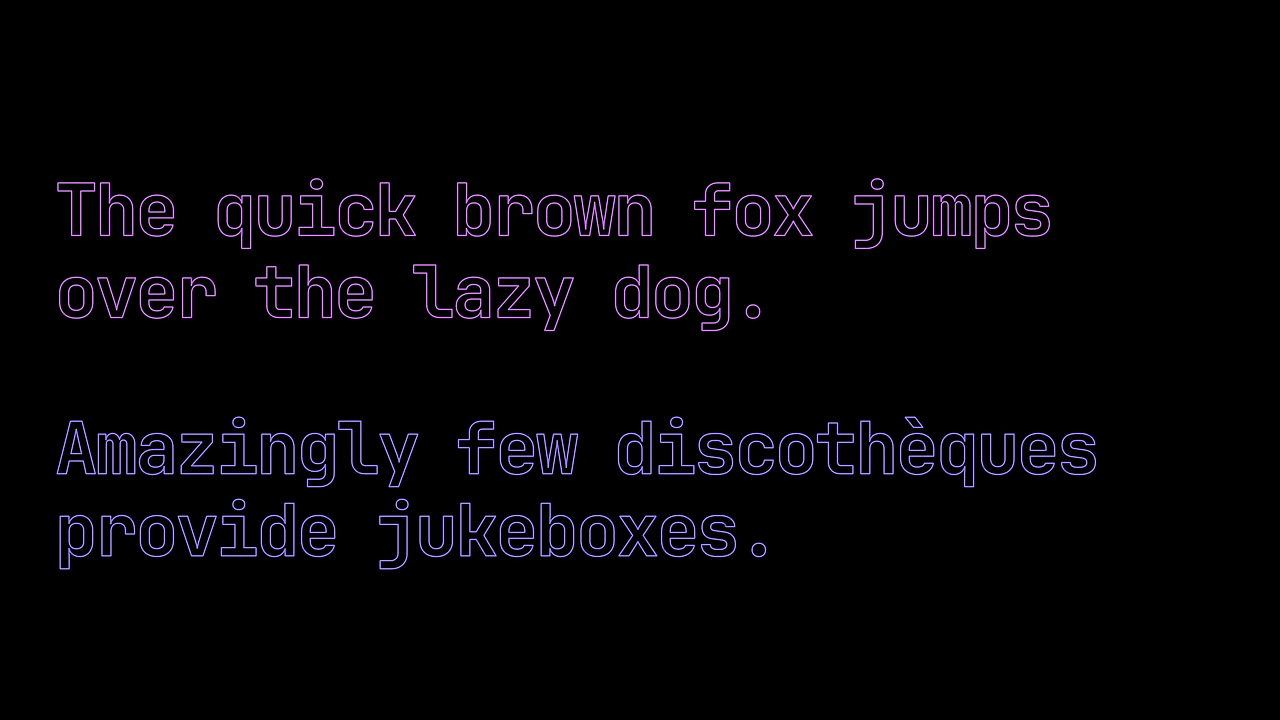 The quick brown fox jumps
over the lazy dog.
Amazingly few discothèques
provide jukeboxes.